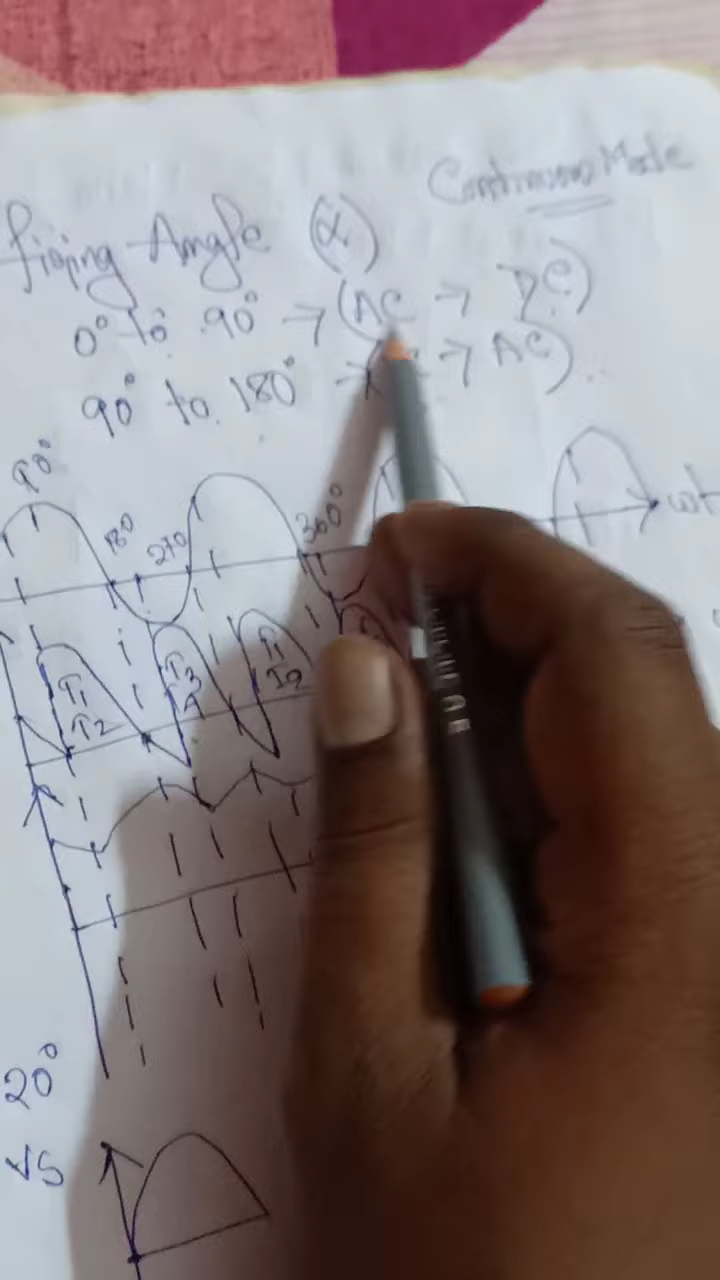 Continuous Mode
Firing Angle (α)
0° to 90° → (AC → DC)
90° to 180° → → AC)
90°
180
270
360°
ωt
T1 T2
T3
T1 T2
20°
VS